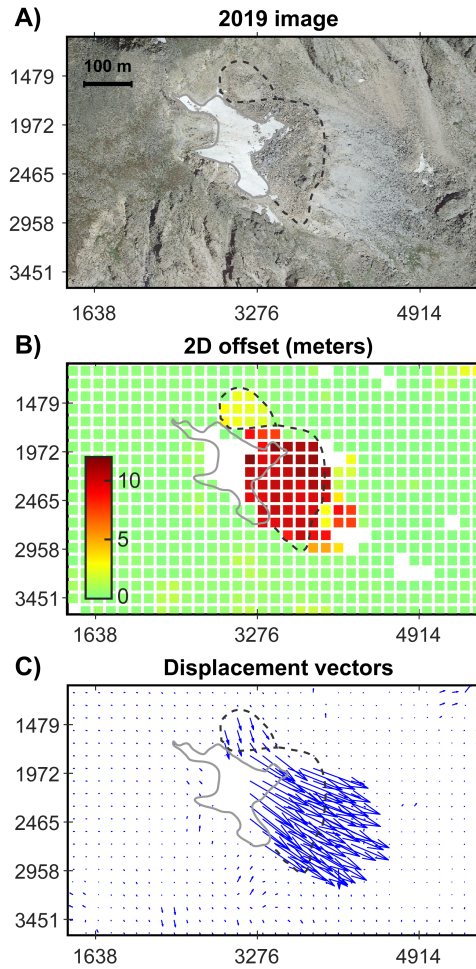 A) 2019 image
100 m
1479
1972
2465
2958
3451
1638 3276 4914
B) 2D offset (meters)
1479
1972
2465
2958
3451
10
5
0
1638 3276 4914
C) Displacement vectors
1479
1972
2465
2958
3451
1638 3276 4914